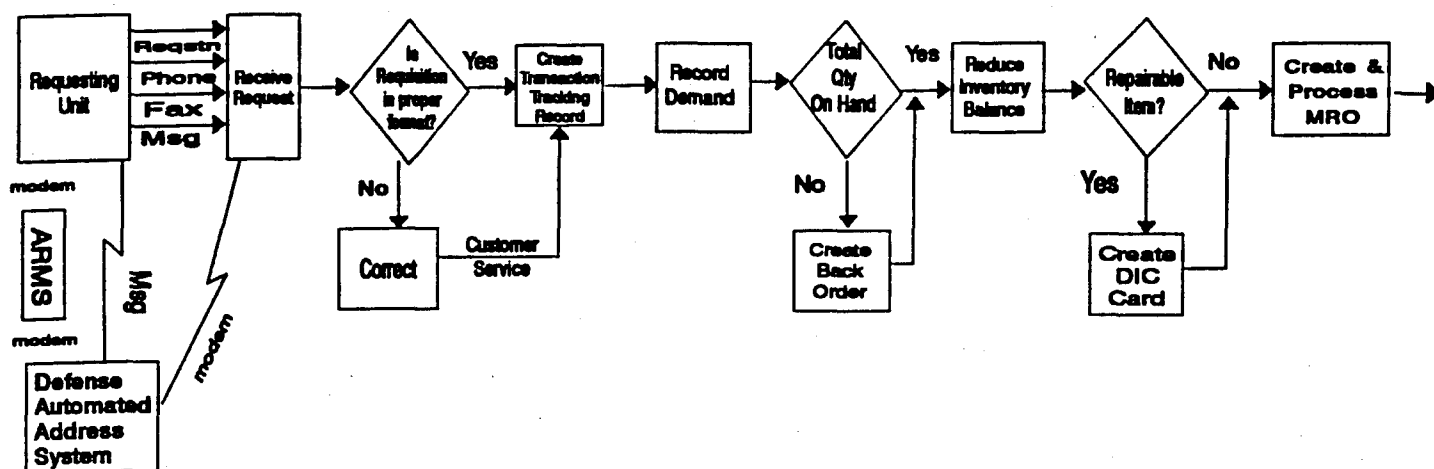 Requesting
Unit
Reqstn
Phone
Fax
Msg
Receive
Request
Is
Requisition
in proper
format?
Yes
No
Correct
Customer
Service
Create
Transaction
Tracking
Record
Record
Demand
Total
Qty
On Hand
Yes
No
Create
Back
Order
Reduce
Inventory
Balance
Repairable
Item?
No
Yes
Create
DIC
Card
Create &
Process
MRO
modem
ARMS
modem
Msg
modem
Defense
Automated
Address
System